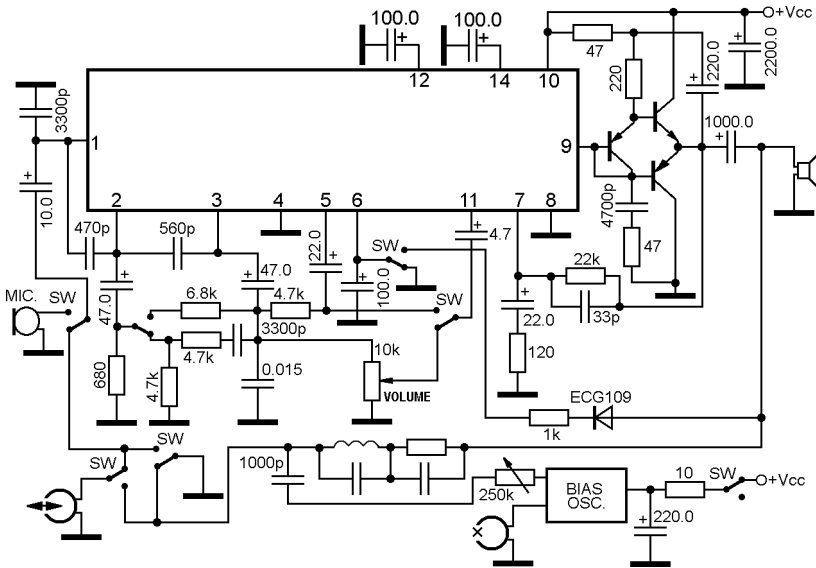 100.0
+
100.0
+
+Vcc
3300p
12
14
10
47
220
+
220.0
+
2200.0
1
9
1000.0
+
+
10.0
2
3
4
5
6
11
7
8
4700p
470p
560p
22.0
+
SW
+
4.7
47
MIC.
SW
+
47.0
6.8k
+
47.0
4.7k
+
100.0
SW
+
22.0
22k
33p
4.7k
3300p
680
4.7k
0.015
10k
VOLUME
120
ECG109
1k
SW
SW
1000p
250k
BIAS
OSC.
10
SW
+Vcc
+
220.0
×